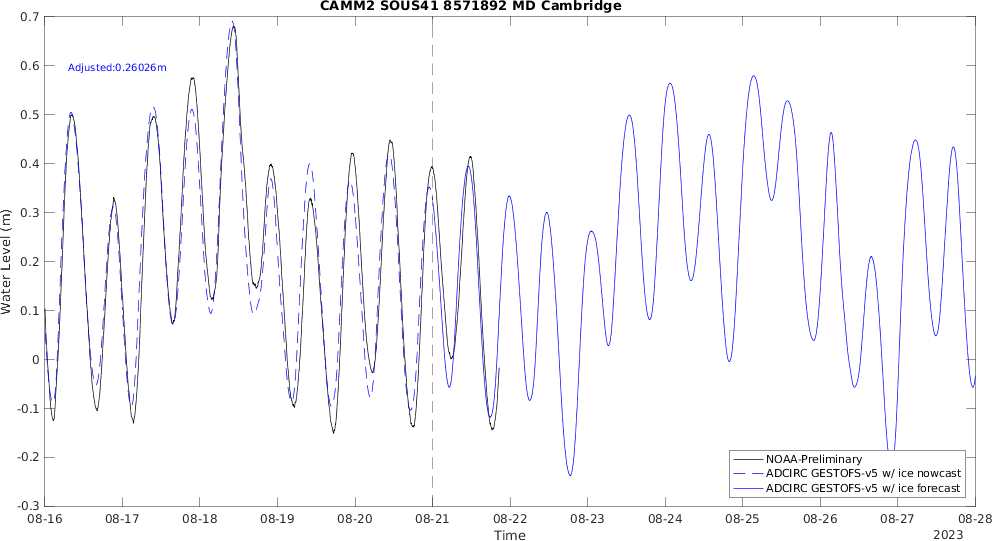 CAMM2 SOUS41 8571892 MD Cambridge
0.7
0.6
0.5
0.4
0.3
0.2
0.1
0
-0.1
-0.2
-0.3
Water Level (m)
Adjusted:0.26026m
NOAA-Preliminary
ADCIRC GESTOFS-v5 w/ ice nowcast
ADCIRC GESTOFS-v5 w/ ice forecast
08-16 08-17 08-18 08-19 08-20 08-21 08-22 08-23 08-24 08-25 08-26 08-27 08-28
Time
2023